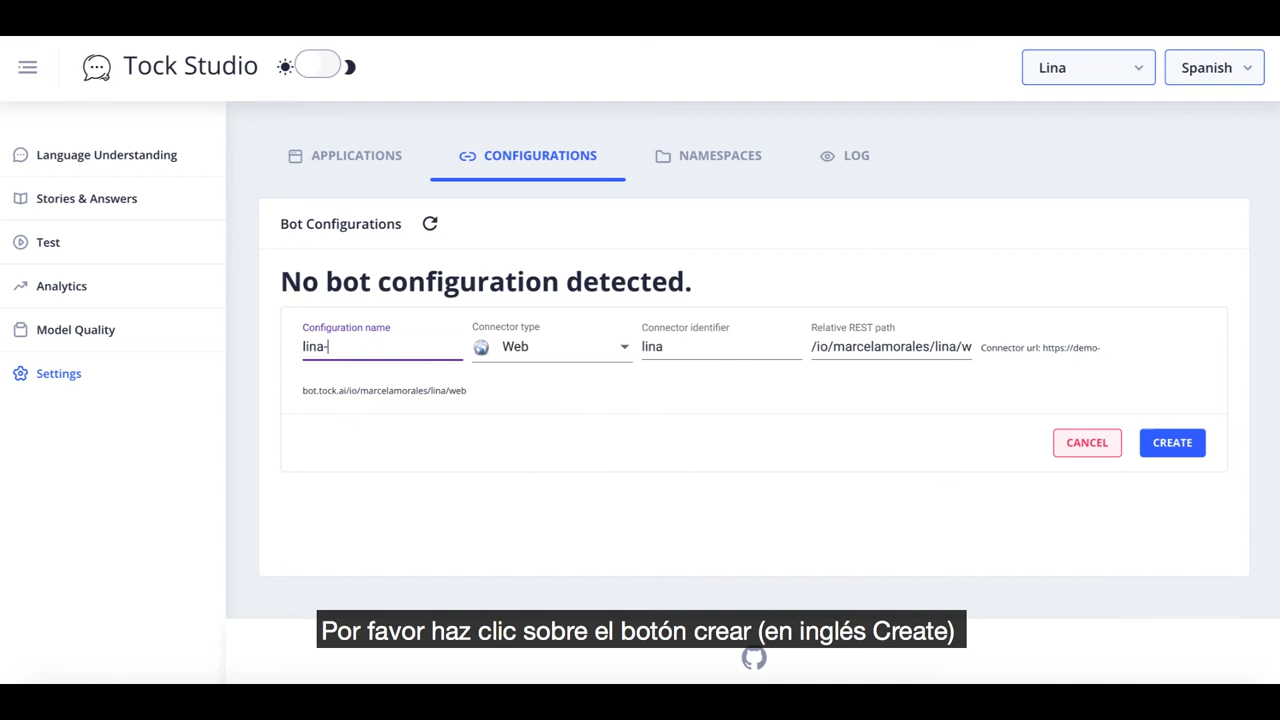 Tock Studio
Lina
Spanish
Language Understanding
Stories & Answers
Test
Analytics
Model Quality
Settings
APPLICATIONS
CONFIGURATIONS
NAMESPACES
LOG
Bot Configurations
No bot configuration detected.
Configuration name
lina-
Connector type
Web
Connector identifier
lina
Relative REST path
/io/marcelamorales/lina/w
Connector url: https://demo-
bot.tock.ai/io/marcelamorales/lina/web
CANCEL
CREATE
Por favor haz clic sobre el botón crear (en inglés Create)